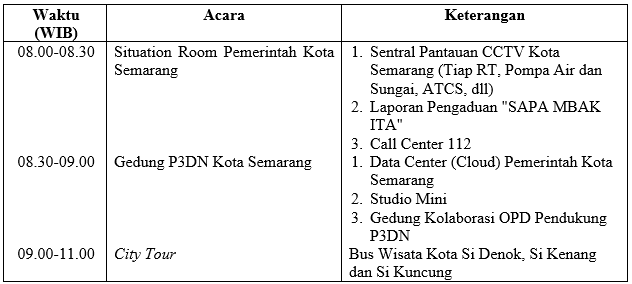 Waktu (WIB) Acara Keterangan
08.00-08.30 Situation Room Pemerintah Kota Semarang
1. Sentral Pantauan CCTV Kota
Semarang (Tiap RT, Pompa Air dan
Sungai, ATCS, dll)
2. Laporan Pengaduan "SAPA MBAK
ITA"
3. Call Center 112
08.30-09.00 Gedung P3DN Kota Semarang
1. Data Center (Cloud) Pemerintah Kota
Semarang
2. Studio Mini
3. Gedung Kolaborasi OPD Pendukung
P3DN
09.00-11.00 City Tour
Bus Wisata Kota Si Denok, Si Kenang
dan Si Kuncung